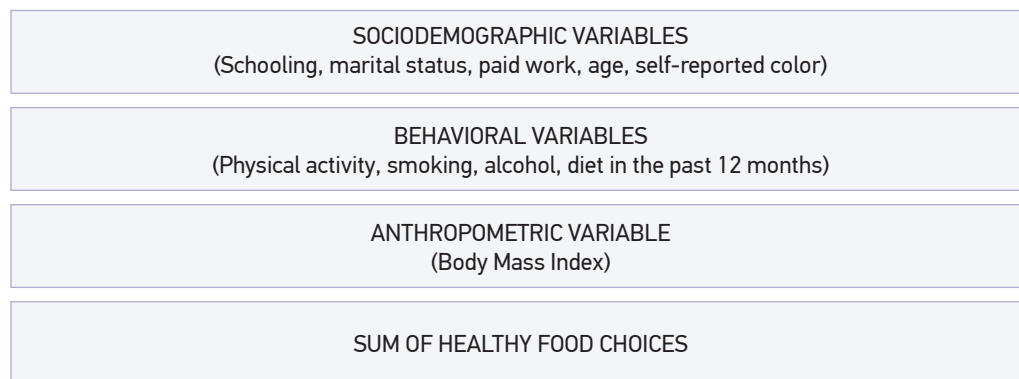 SOCIODEMOGRAPHIC VARIABLES
(Schooling, marital status, paid work, age, self-reported color)
BEHAVIORAL VARIABLES
(Physical activity, smoking, alcohol, diet in the past 12 months)
ANTHROPOMETRIC VARIABLE
(Body Mass Index)
SUM OF HEALTHY FOOD CHOICES